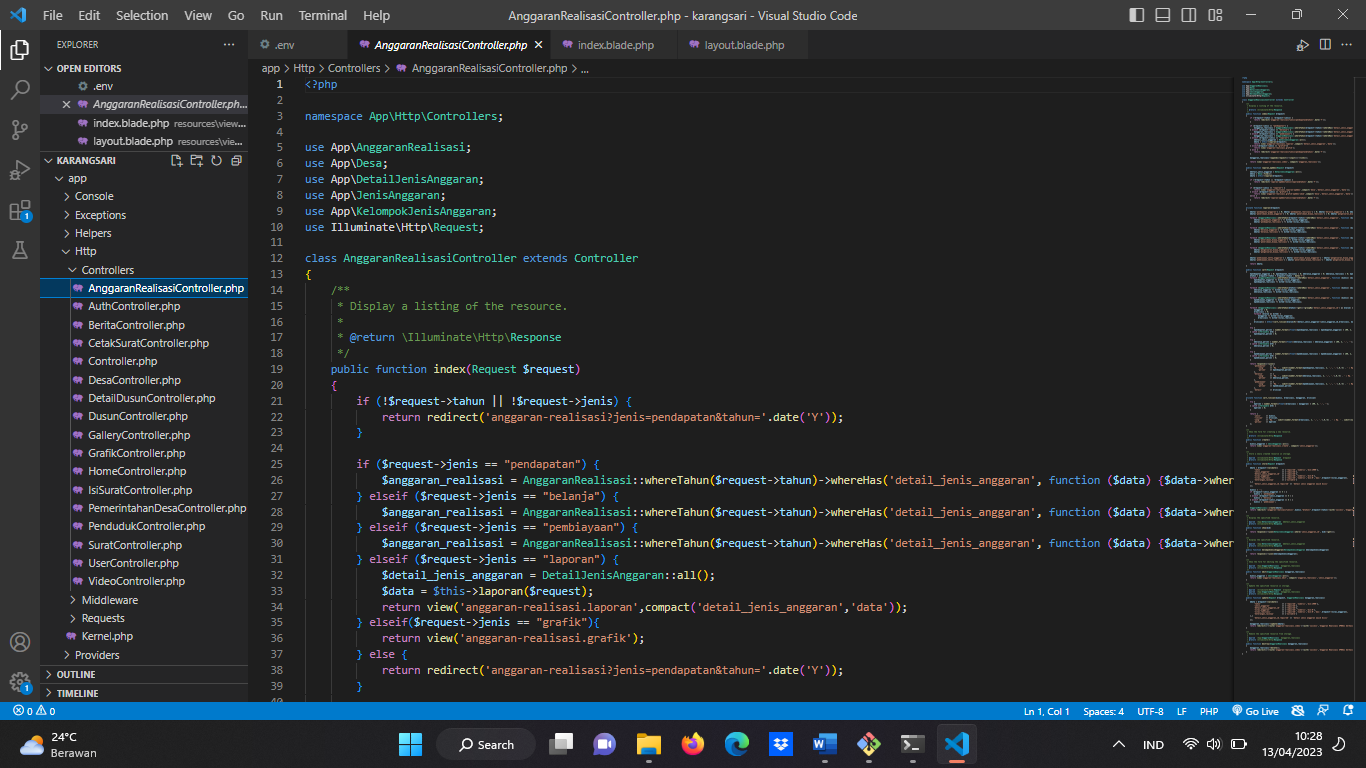 File Edit Selection View Go Run Terminal Help AnggaranRealisasiController.php - karangsari - Visual Studio Code
EXPLORER
.env AnggaranRealisasiController.php index.blade.php layout.blade.php
OPEN EDITORS
.env
AnggaranRealisasiController.ph...
index.blade.php resources\view...
layout.blade.php resources\vie...
KARANGSARI
app
Console
Exceptions
Helpers
Http
Controllers
AnggaranRealisasiController.php
AuthController.php
BeritaController.php
CetakSuratController.php
Controller.php
DesaController.php
DetailDusunController.php
DusunController.php
GalleryController.php
GrafikController.php
HomeController.php
IsiSuratController.php
PemerintahanDesaController.php
PendudukController.php
SuratController.php
UserController.php
VideoController.php
Middleware
Requests
Kernel.php
Providers
OUTLINE
TIMELINE
1
1
app > Http > Controllers > AnggaranRealisasiController.php > ...
1 <?php
2
3 namespace App\Http\Controllers;
4
5 use App\AnggaranRealisasi;
6 use App\Desa;
7 use App\DetailJenisAnggaran;
8 use App\JenisAnggaran;
9 use App\KelompokJenisAnggaran;
10 use Illuminate\Http\Request;
11
12 class AnggaranRealisasiController extends Controller
13 {
14 /**
15 * Display a listing of the resource.
16 *
17 * @return \Illuminate\Http\Response
18 */
19 public function index(Request $request)
20 {
21 if (!$request->tahun || !$request->jenis) {
22 return redirect('anggaran-realisasi?jenis=pendapatan&tahun='.date('Y'));
23 }
24
25 if ($request->jenis == "pendapatan") {
26 $anggaran_realisasi = AnggaranRealisasi::whereTahun($request->tahun)->whereHas('detail_jenis_anggaran', function ($data) {$data->wher
27 } elseif ($request->jenis == "belanja") {
28 $anggaran_realisasi = AnggaranRealisasi::whereTahun($request->tahun)->whereHas('detail_jenis_anggaran', function ($data) {$data->wher
29 } elseif ($request->jenis == "pembiayaan") {
30 $anggaran_realisasi = AnggaranRealisasi::whereTahun($request->tahun)->whereHas('detail_jenis_anggaran', function ($data) {$data->wher
31 } elseif ($request->jenis == "laporan") {
32 $detail_jenis_anggaran = DetailJenisAnggaran::all();
33 $data = $this->laporan($request);
34 return view('anggaran-realisasi.laporan',compact('detail_jenis_anggaran','data'));
35 } elseif($request->jenis == "grafik"){
36 return view('anggaran-realisasi.grafik');
37 } else {
38 return redirect('anggaran-realisasi?jenis=pendapatan&tahun='.date('Y'));
39 }
0 0 Ln 1, Col 1 Spaces: 4 UTF-8 LF PHP Go Live
24°C
Berawan
Search
IND
10:28
13/04/2023